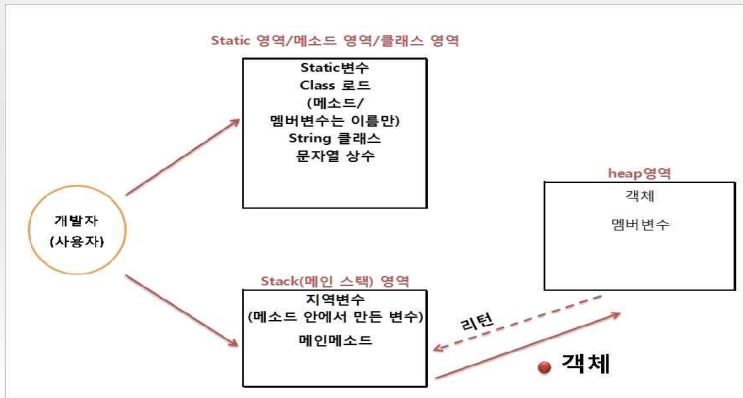 Static 영역/메소드 영역/클래스 영역
Static변수
Class 로드
(메소드/
멤버변수는 이름만)
String 클래스
문자열 상수
heap영역
객체
멤버변수
개발자
(사용자)
Stack(메인 스택) 영역
지역변수
(메소드 안에서 만든 변수)
메인메소드
리턴
객체